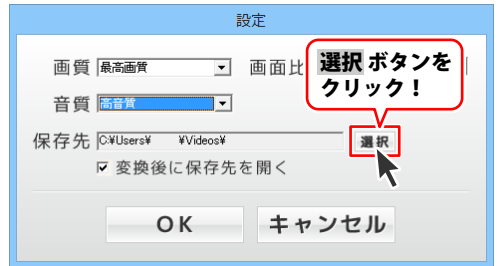 設定
画質 最高画質 画面比
選択 ボタンを
クリック！
音質 高音質
保存先 C:¥Users¥ ¥Videos¥ 選択
変換後に保存先を開く
OK キャンセル